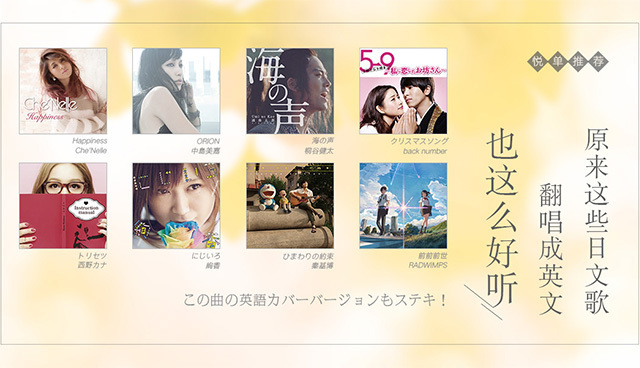 悦单推荐
原来这些日文歌
翻唱成英文
也这么好听
Che'Nelle
Happiness
Happiness
Che'Nelle
ORION
中島美嘉
海の声
海の声
桐谷健太
5→9
私に恋したお坊さん
クリスマスソング
back number
Instruction manual
トリセツ
西野カナ
にじいろ
絢香
ひまわりの約束
秦基博
前前前世
RADWIMPS
この曲の英語カバーバージョンもステキ！